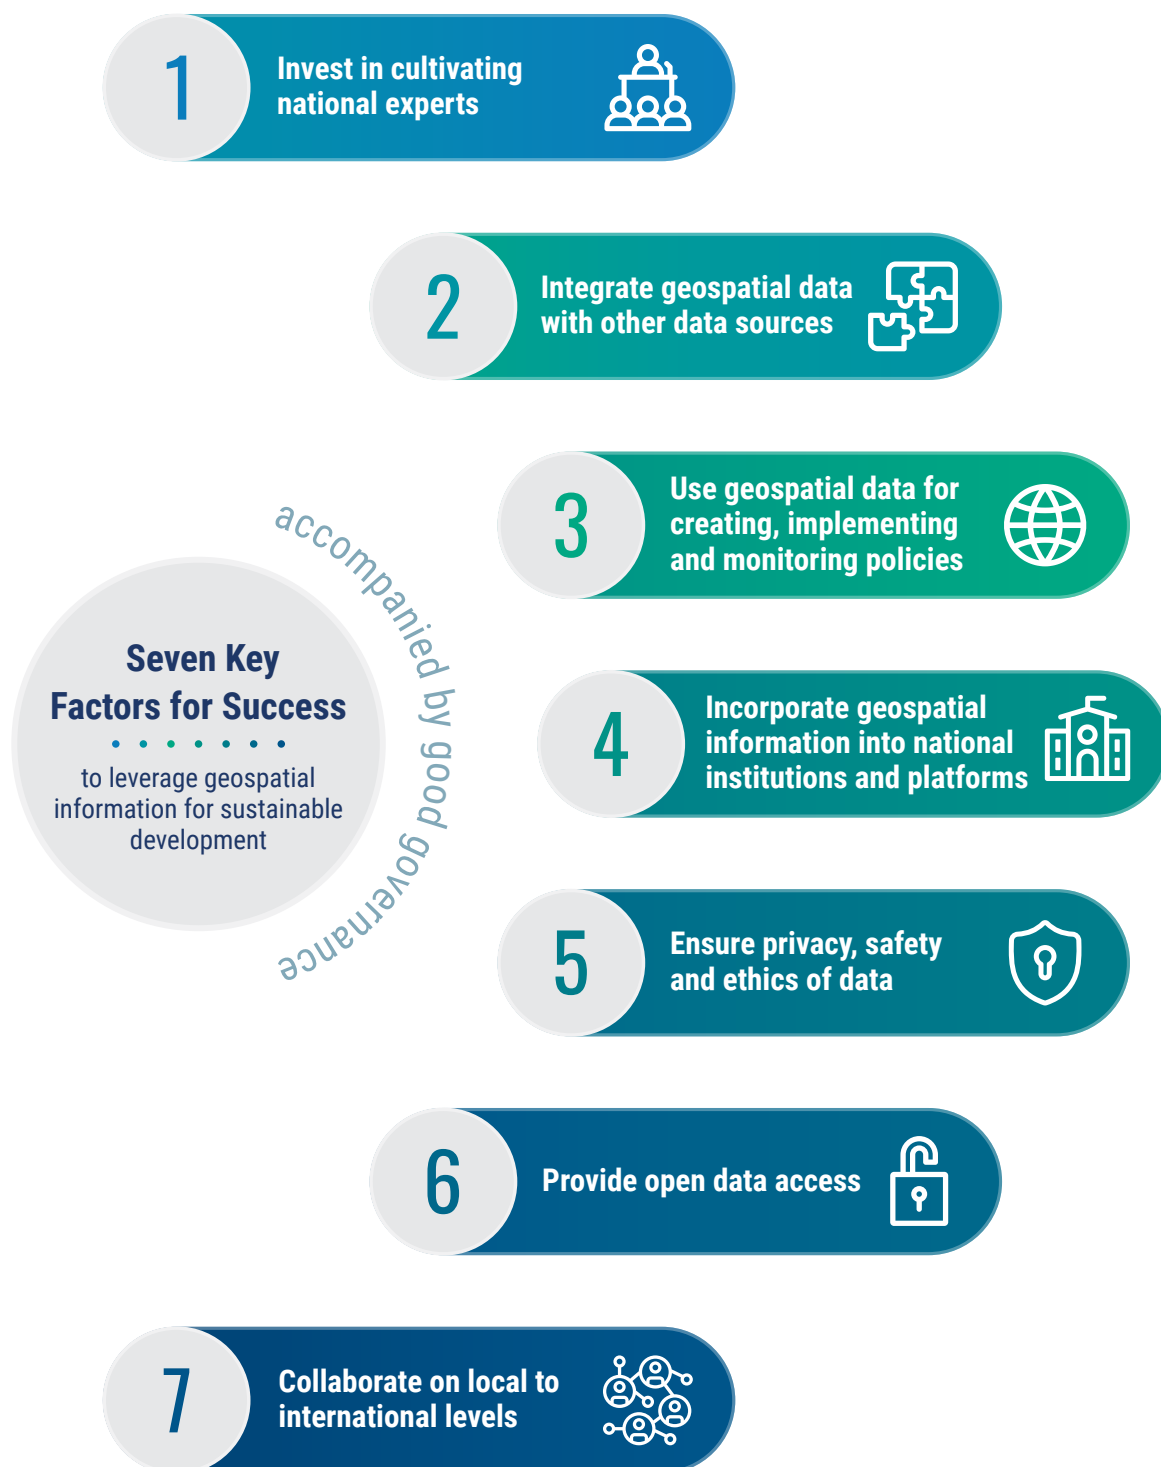 1
Invest in cultivating
national experts
2
Integrate geospatial data
with other data sources
3
Use geospatial data for
creating, implementing
and monitoring policies
accompanied by good governance
Seven Key
Factors for Success
to leverage geospatial
information for sustainable
development
4
Incorporate geospatial
information into national
institutions and platforms
5
Ensure privacy, safety
and ethics of data
6
Provide open data access
7
Collaborate on local to
international levels